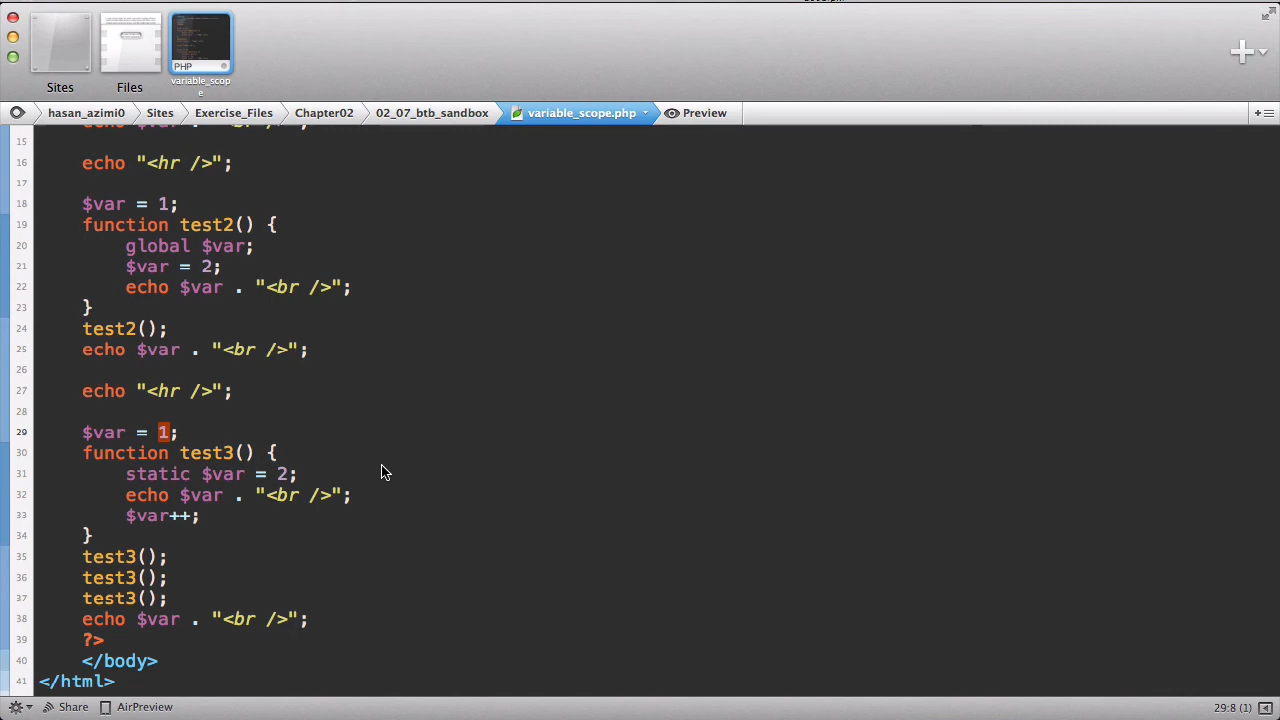 Sites
Files
PHP
variable_scop
e
hasan_azimi0 Sites Exercise_Files Chapter02 02_07_btb_sandbox variable_scope.php Preview
15
16 echo "<hr />";
17
18 $var = 1;
19 function test2() {
20 global $var;
21 $var = 2;
22 echo $var . "<br />";
23 }
24 test2();
25 echo $var . "<br />";
26
27 echo "<hr />";
28
29 $var = 1;
30 function test3() {
31 static $var = 2;
32 echo $var . "<br />";
33 $var++;
34 }
35 test3();
36 test3();
37 test3();
38 echo $var . "<br />";
39 ?>
40 </body>
41 </html>
Share AirPreview 29:8 (1)